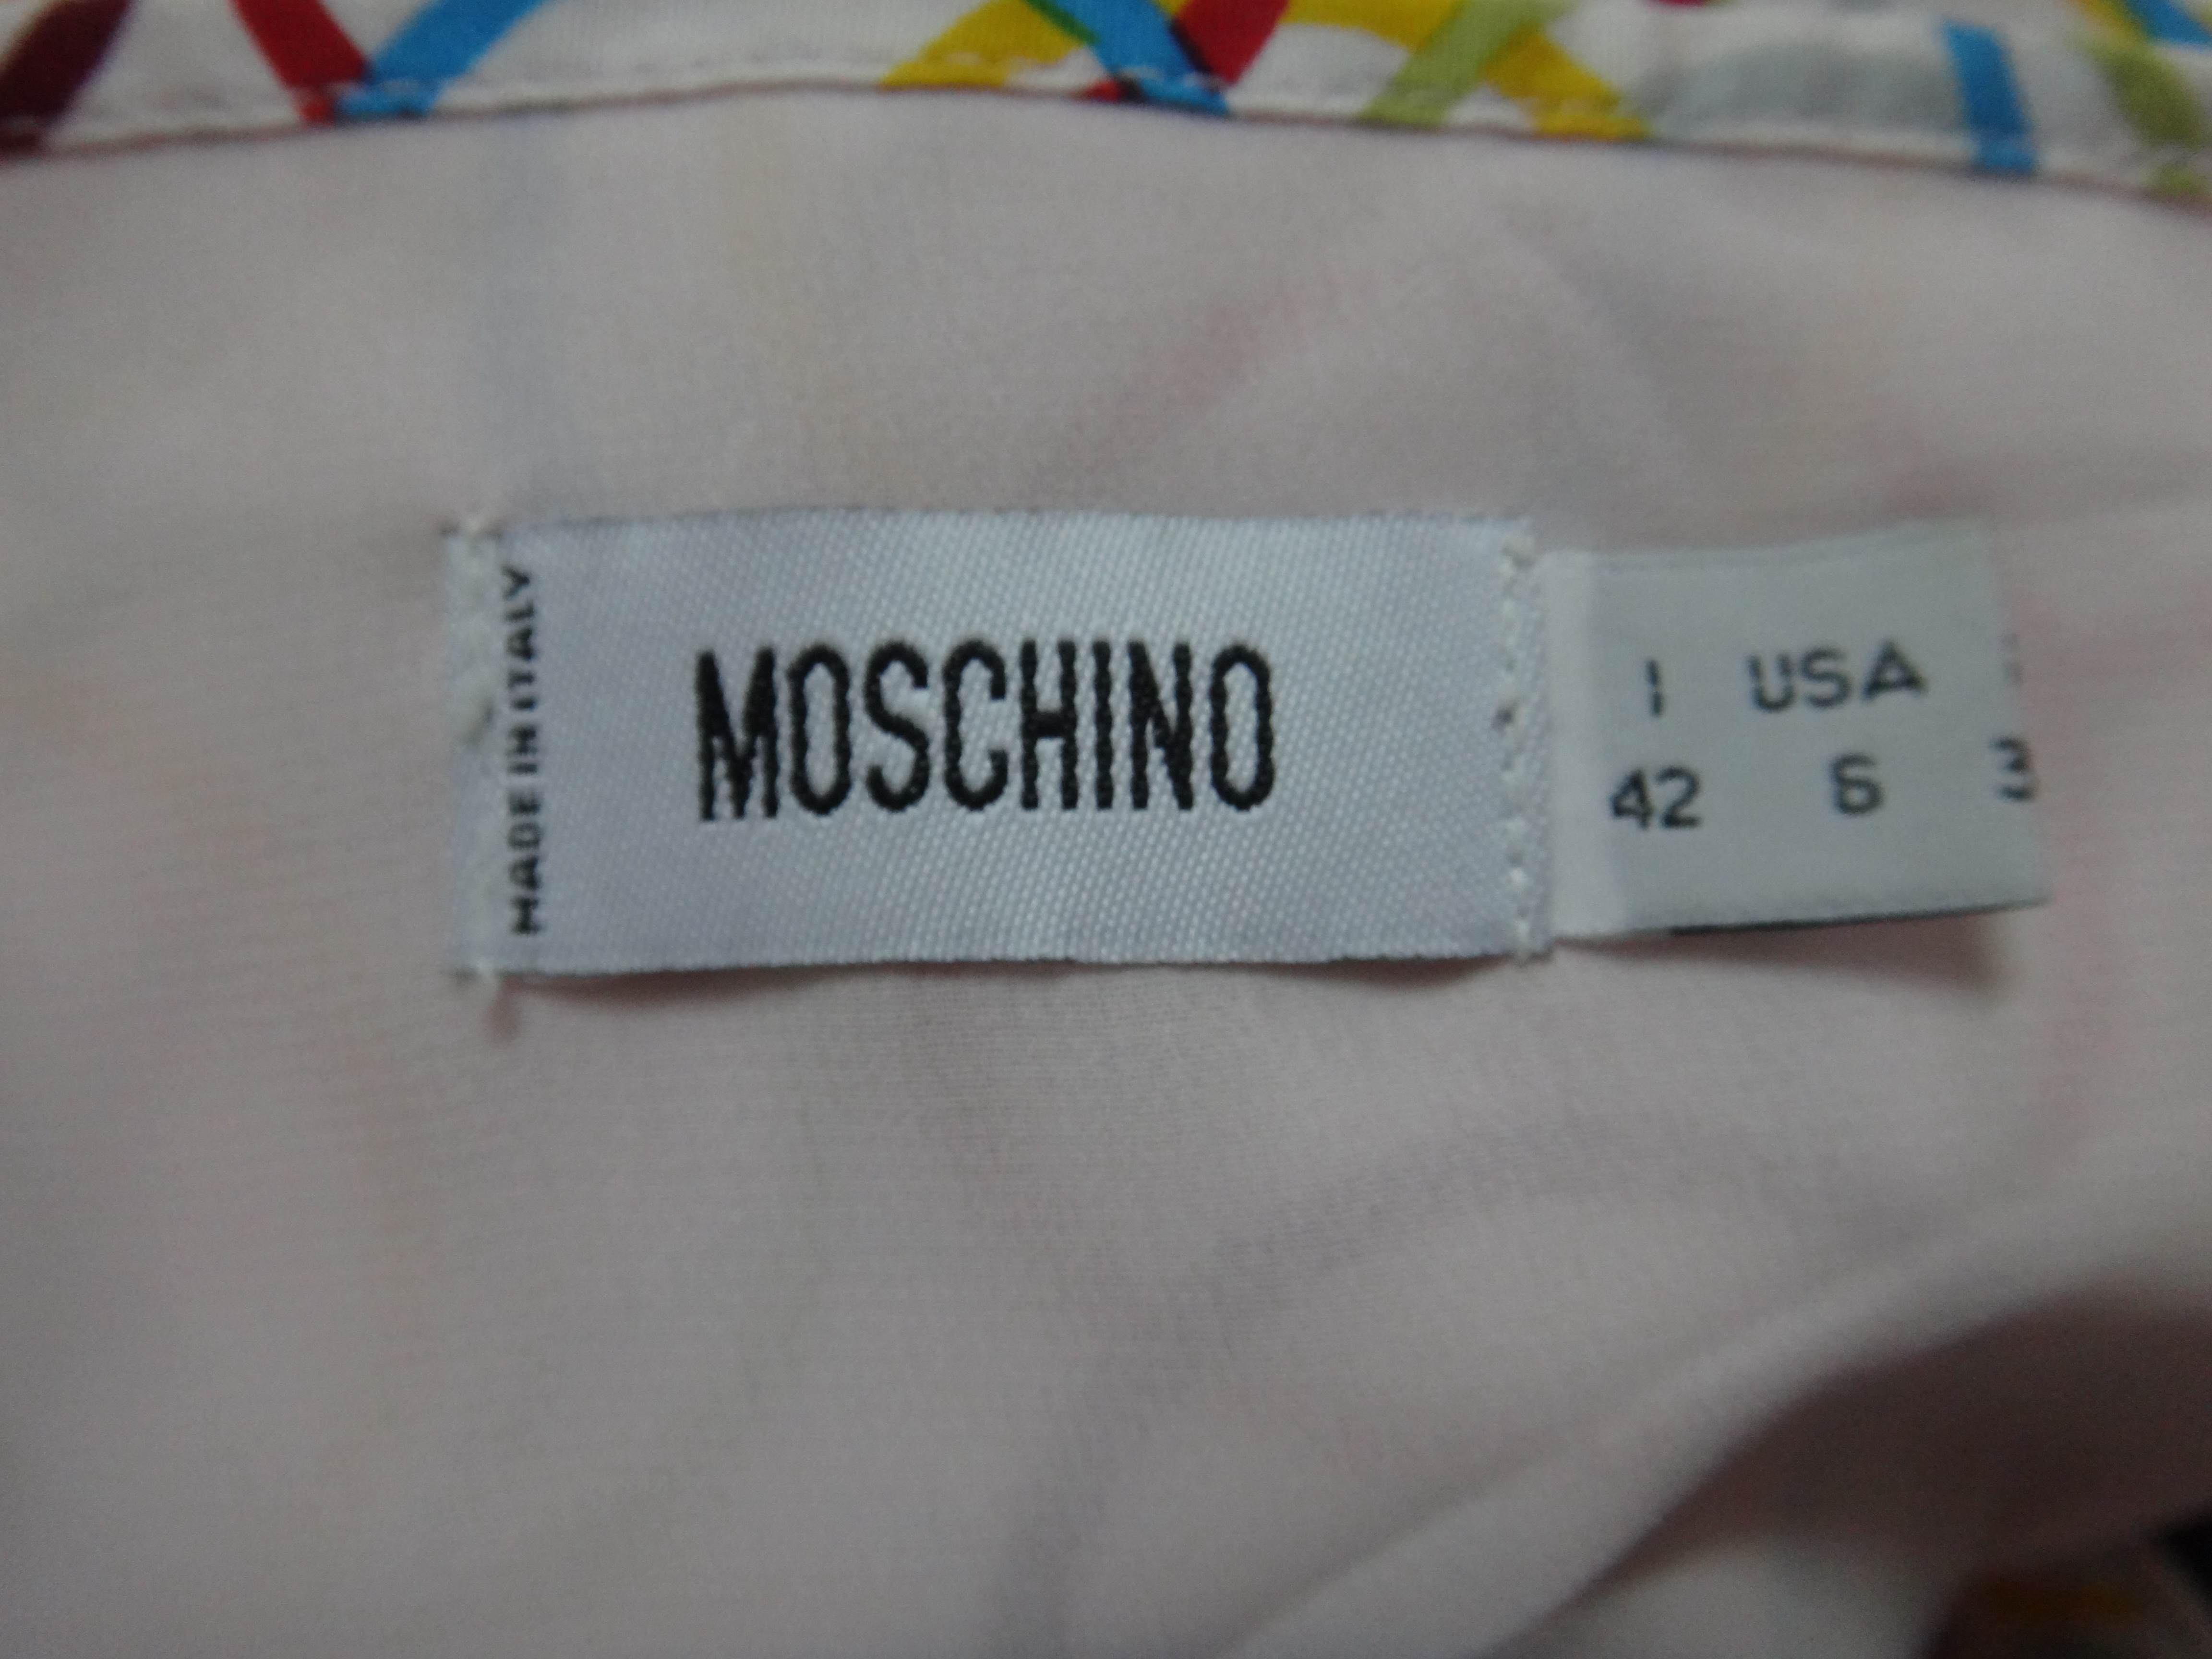 MADE IN ITALY
MOSCHINO
I USA
42 6